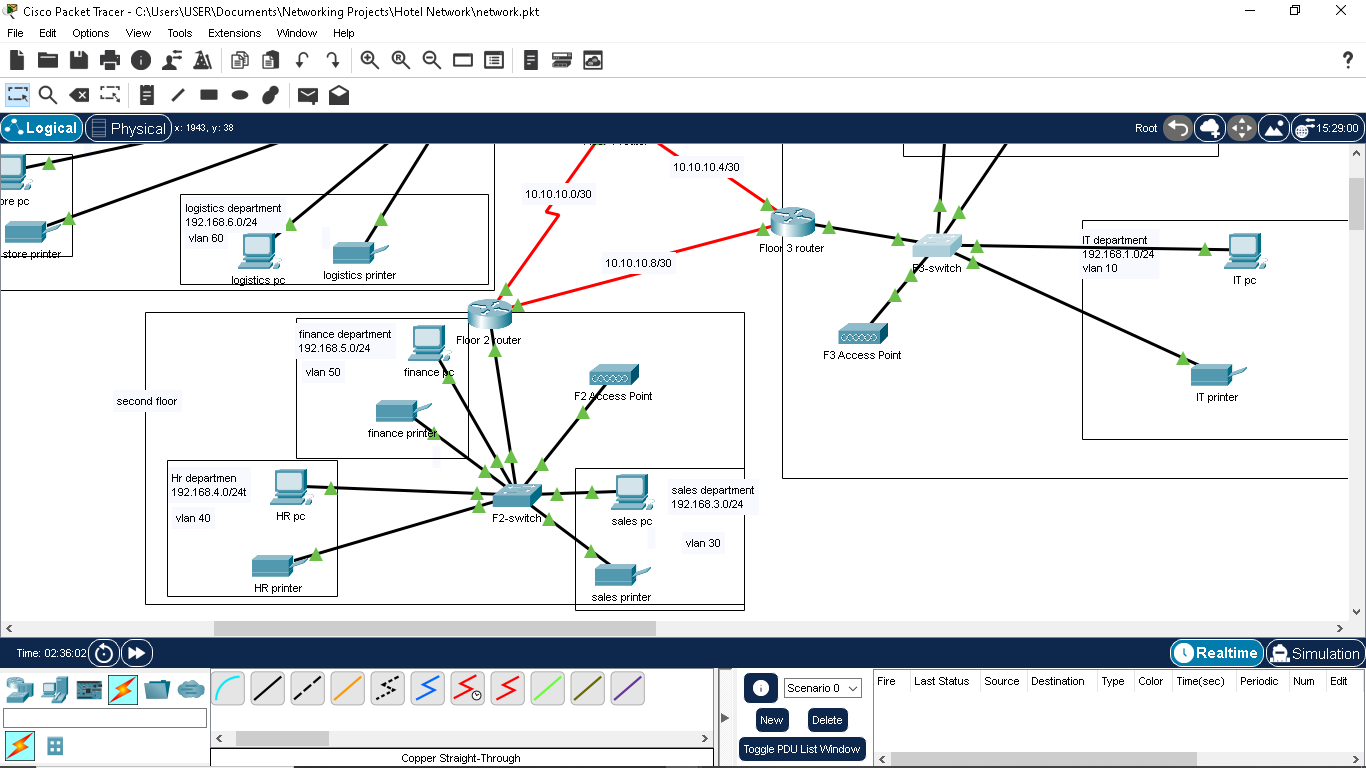 Cisco Packet Tracer - C:\Users\USER\Documents\Networking Projects\Hotel Network\network.pkt
File Edit Options View Tools Extensions Window Help
?
Logical Physical x: 1943, y: 38 Root 15:29:00
10.10.10.4/30
10.10.10.0/30
logistics department
192.168.6.0/24
vlan 60
logistics pc
logistics printer
store printer
Floor 3 router
10.10.10.8/30
F3-switch
IT department
192.168.1.0/24
vlan 10
IT pc
F3 Access Point
IT printer
Floor 2 router
finance department
192.168.5.0/24
vlan 50
finance pc
finance printer
F2 Access Point
second floor
Hr departmen
192.168.4.0/24t
vlan 40
HR pc
HR printer
F2-switch
sales pc
sales department
192.168.3.0/24
vlan 30
sales printer
Time: 02:36:02 Realtime Simulation
Scenario 0
New Delete
Toggle PDU List Window
Fire Last Status Source Destination Type Color Time(sec) Periodic Num Edit
Copper Straight-Through